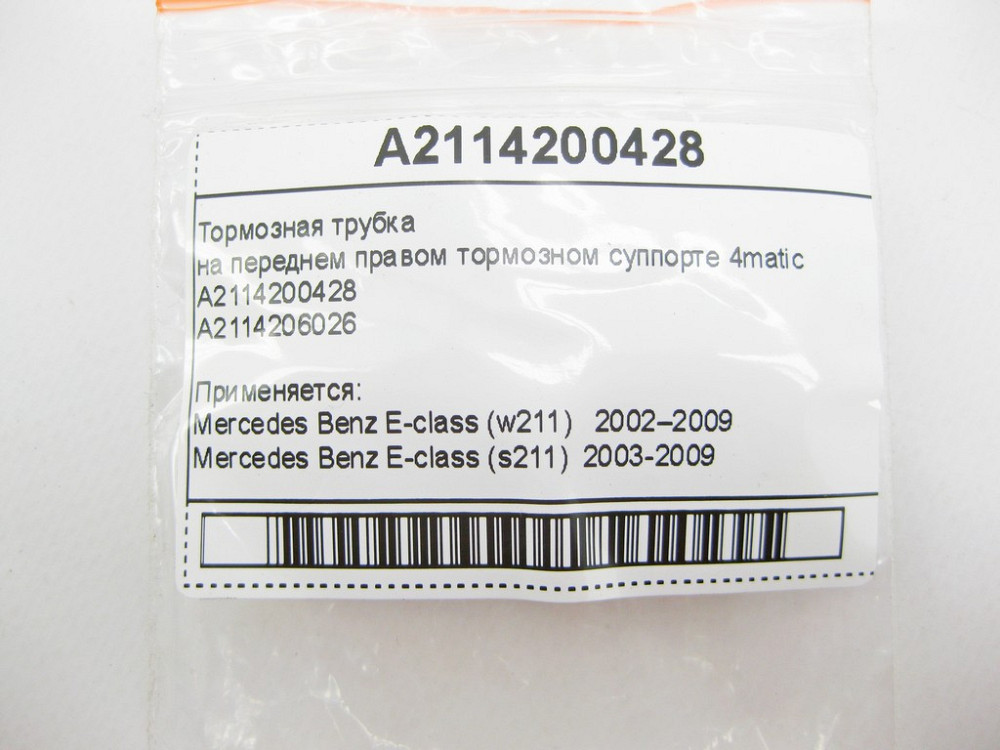 A2114200428
Тормозная трубка
на переднем правом тормозном суппорте 4matic
A2114200428
A2114206026
Применяется:
Mercedes Benz E-class (w211) 2002–2009
Mercedes Benz E-class (s211) 2003-2009